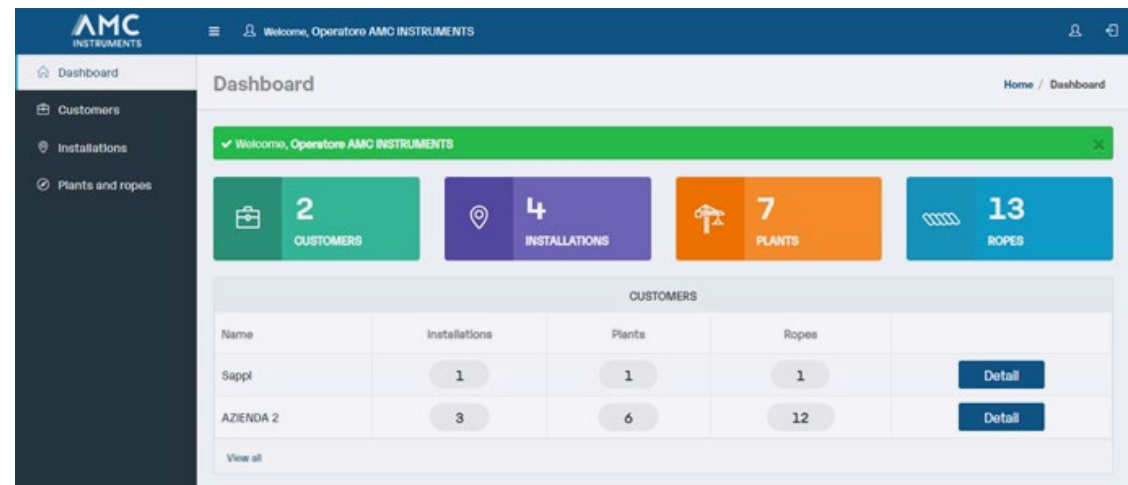 AMC
INSTRUMENTS
Welcome, Operatore AMC INSTRUMENTS
Dashboard
Customers
Installations
Plants and ropes
Dashboard
Home / Dashboard
Welcome, Operatore AMC INSTRUMENTS
2
CUSTOMERS
4
INSTALLATIONS
7
PLANTS
13
ROPES
CUSTOMERS
Name Installations Plants Ropes
Sappl 1 1 1 Detail
AZIENDA 2 3 6 12 Detail
View all